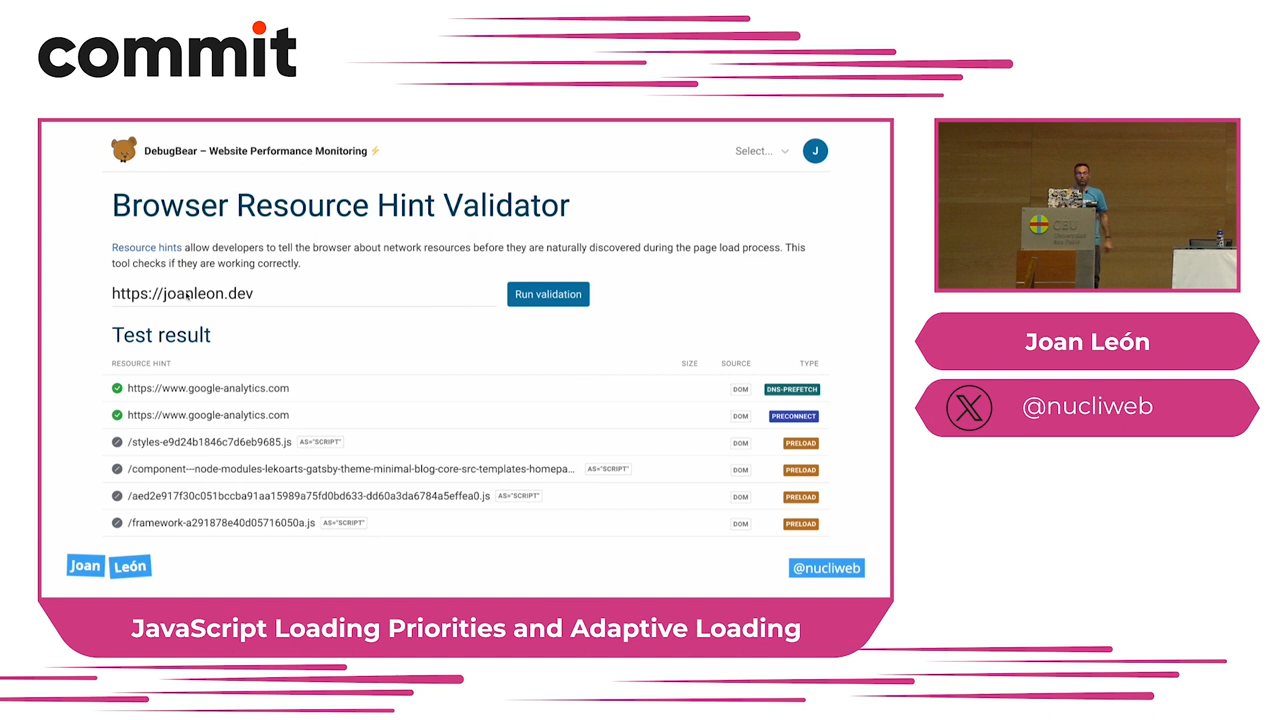 commit
DebugBear – Website Performance Monitoring ⚡
Select...
J
Browser Resource Hint Validator
Resource hints allow developers to tell the browser about network resources before they are naturally discovered during the page load process. This
tool checks if they are working correctly.
https://joanleon.dev
Run validation
Test result
RESOURCE HINT SIZE SOURCE TYPE
https://www.google-analytics.com DOM DNS-PREFETCH
https://www.google-analytics.com DOM PRECONNECT
/styles-e9d24b1846c7d6eb9685.js AS="SCRIPT" DOM PRELOAD
/component---node-modules-lekoarts-gatsby-theme-minimal-blog-core-src-templates-homepa... AS="SCRIPT" DOM PRELOAD
/aed2e917f30c051bccba91aa15989a75fd0bd633-dd60a3da6784a5effea0.js AS="SCRIPT" DOM PRELOAD
/framework-a291878e40d05716050a.js AS="SCRIPT" DOM PRELOAD
Joan León
@nucliweb
JavaScript Loading Priorities and Adaptive Loading
CEU
Joan León
@nucliweb